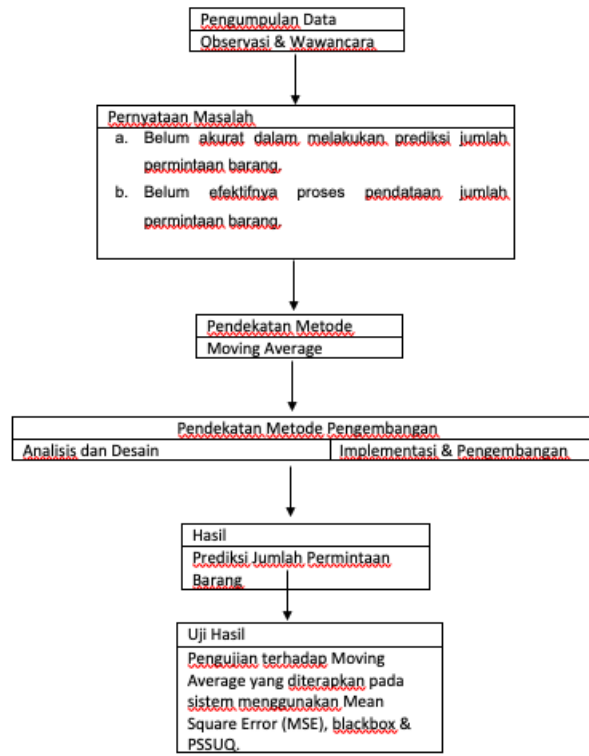 Pengumpulan Data
Observasi & Wawancara
Pernyataan Masalah
a. Belum akurat dalam melakukan prediksi jumlah
permintaan barang.
b. Belum efektifnya proses pendataan jumlah
permintaan barang.
Pendekatan Metode
Moving Average
Pendekatan Metode Pengembangan
Analisis dan Desain
Implementasi & Pengembangan
Hasil
Prediksi Jumlah Permintaan
Barang
Uji Hasil
Pengujian terhadap Moving
Average yang diterapkan pada
sistem menggunakan Mean
Square Error (MSE), blackbox &
PSSUQ.